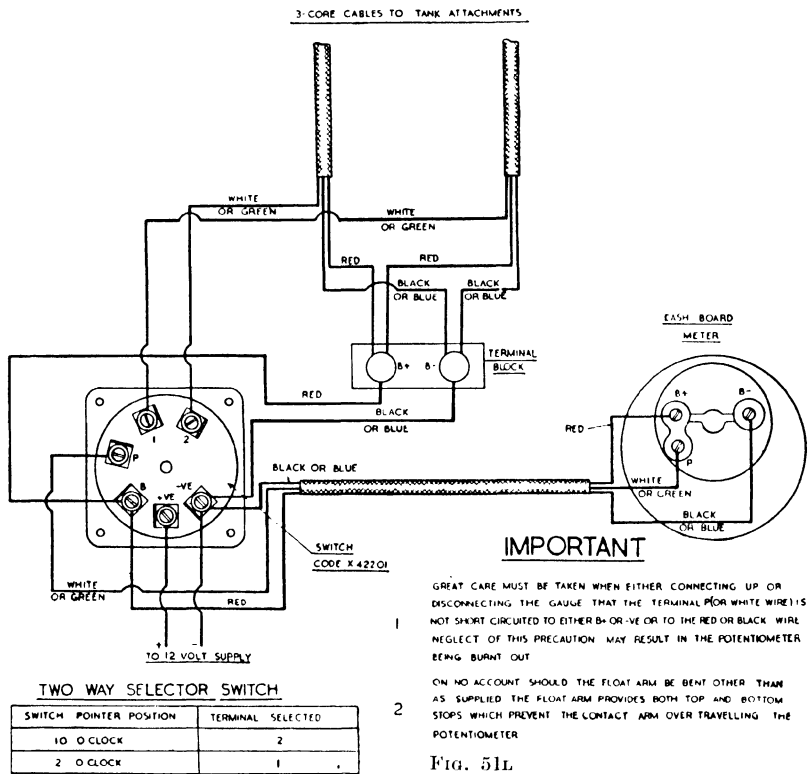 3-CORE CABLES TO TANK ATTACHMENTS
WHITE
OR GREEN
WHITE
OR GREEN
RED
RED
BLACK
OR BLUE
BLACK
OR BLUE
B+
B-
TERMINAL
BLOCK
RED
BLACK
OR BLUE
DASH BOARD
METER
B+
B-
P
RED
WHITE
OR GREEN
BLACK
OR BLUE
1
2
P
B
+VE
-VE
BLACK OR BLUE
SWITCH
CODE X 42201
WHITE
OR GREEN
RED
+
-
TO 12 VOLT SUPPLY
IMPORTANT
1
GREAT CARE MUST BE TAKEN WHEN EITHER CONNECTING UP OR
DISCONNECTING THE GAUGE THAT THE TERMINAL P(OR WHITE WIRE) IS
NOT SHORT CIRCUITED TO EITHER B+ OR -VE OR TO THE RED OR BLACK WIRE
NEGLECT OF THIS PRECAUTION MAY RESULT IN THE POTENTIOMETER
BEING BURNT OUT
2
ON NO ACCOUNT SHOULD THE FLOAT ARM BE BENT OTHER THAN
AS SUPPLIED THE FLOAT ARM PROVIDES BOTH TOP AND BOTTOM
STOPS WHICH PREVENT THE CONTACT ARM OVER TRAVELLING THE
POTENTIOMETER
TWO WAY SELECTOR SWITCH
SWITCH POINTER POSITION TERMINAL SELECTED
10 O CLOCK 2
2 O CLOCK 1
FIG. 51L